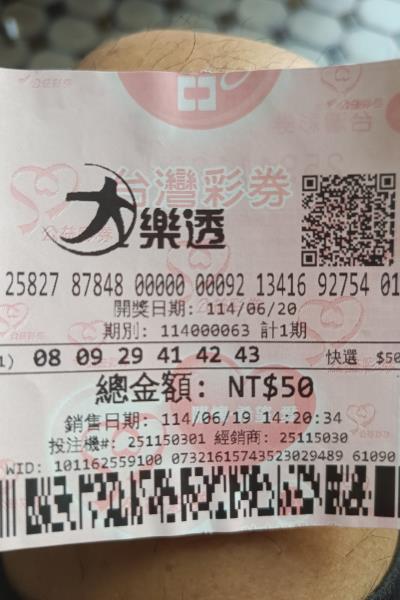 台灣彩券
大樂透
25827 87848 00000 00092 13416 92754 01
開獎日期: 114/06/20
期別: 114000063 計1期
1) 08 09 29 41 42 43 快選 $50
總金額: NT$50
銷售日期: 114/06/19 14:20:34
投注機#: 251150301 經銷商: 25115030
WID: 101162559100 07321615743523029489 61090